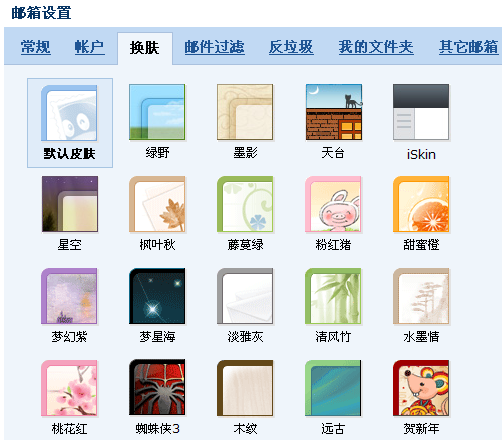 邮箱设置
常规 帐户 换肤 邮件过滤 反垃圾 我的文件夹 其它邮箱
默认皮肤 绿野 墨影 天台 iSkin
星空 枫叶秋 藤蔓绿 粉红猪 甜蜜橙
梦幻紫 梦星海 淡雅灰 清风竹 水墨情
桃花红 蜘蛛侠3 木纹 远古 贺新年